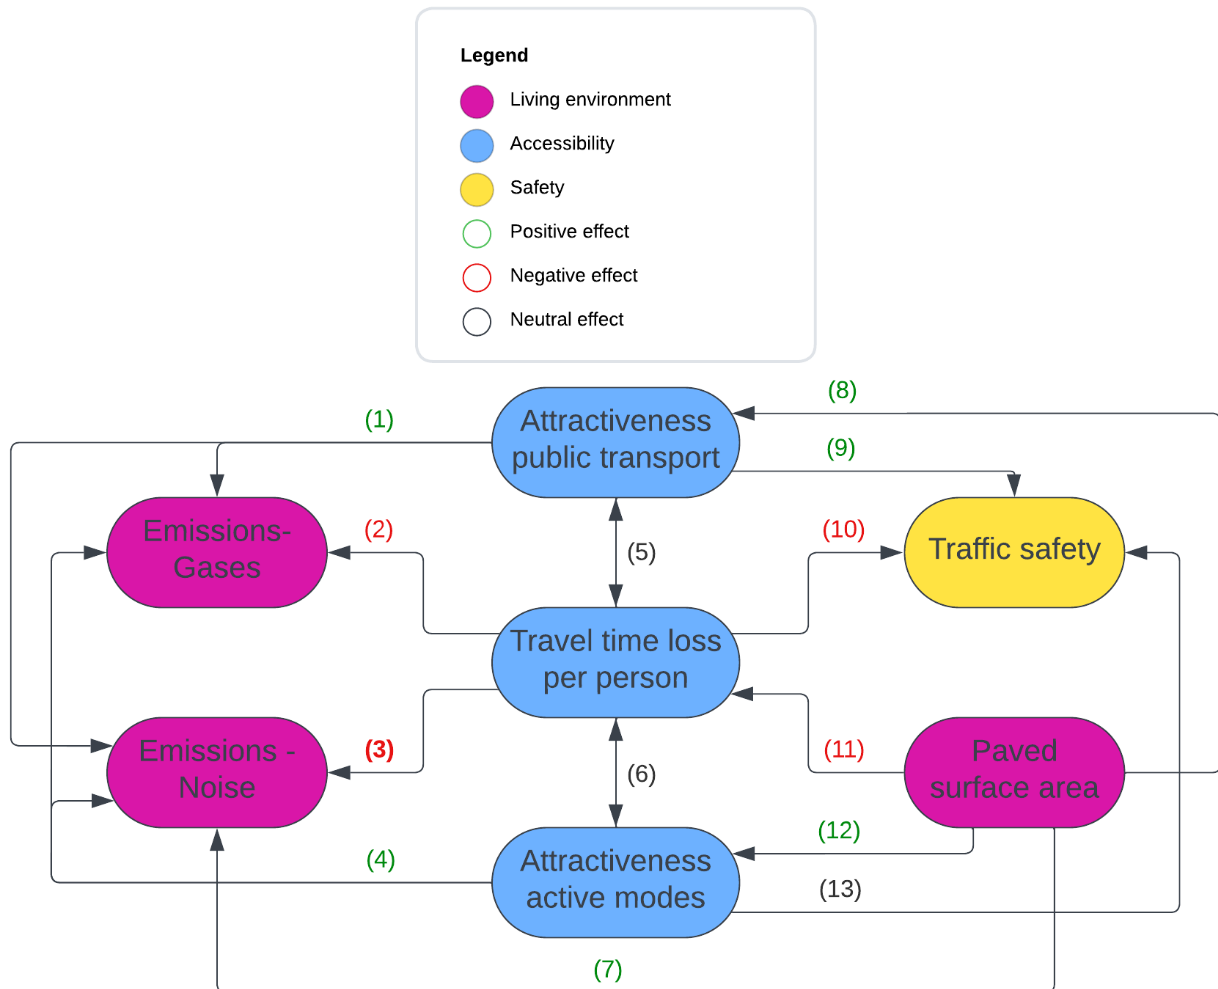 Legend
Living environment
Accessibility
Safety
Positive effect
Negative effect
Neutral effect
(8)
(1)
Attractiveness
public transport
(9)
Emissions-
Gases
(2)
(5)
(10)
Traffic safety
Travel time loss
per person
Emissions -
Noise
(3)
(6)
(11)
Paved
surface area
(12)
(4)
Attractiveness
active modes
(13)
(7)